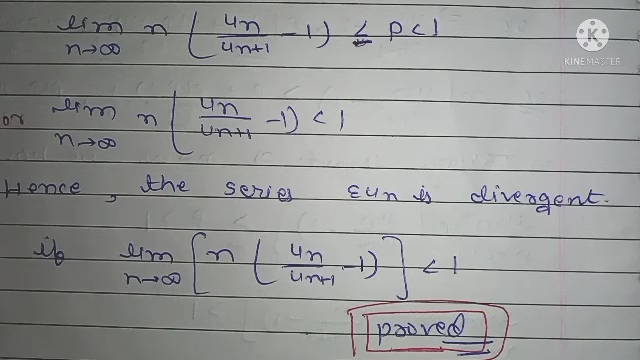 lim n→∞ n ( un/un+1 - 1 ) ≤ p < 1
KINEMASTER
or lim n→∞ n ( un/un+1 - 1 ) < 1
Hence, the series Σun is divergent.
if lim n→∞ [ n ( un/un+1 - 1 ) ] < 1
proved